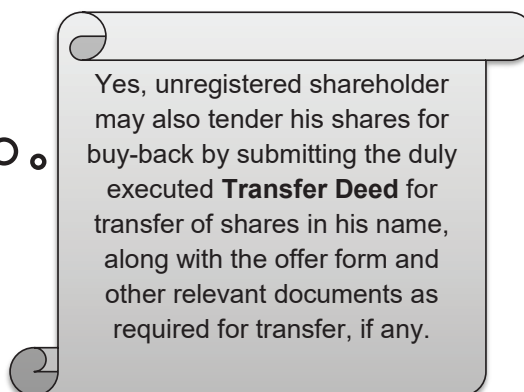 Yes, unregistered shareholder
may also tender his shares for
buy-back by submitting the duly
executed Transfer Deed for
transfer of shares in his name,
along with the offer form and
other relevant documents as
required for transfer, if any.